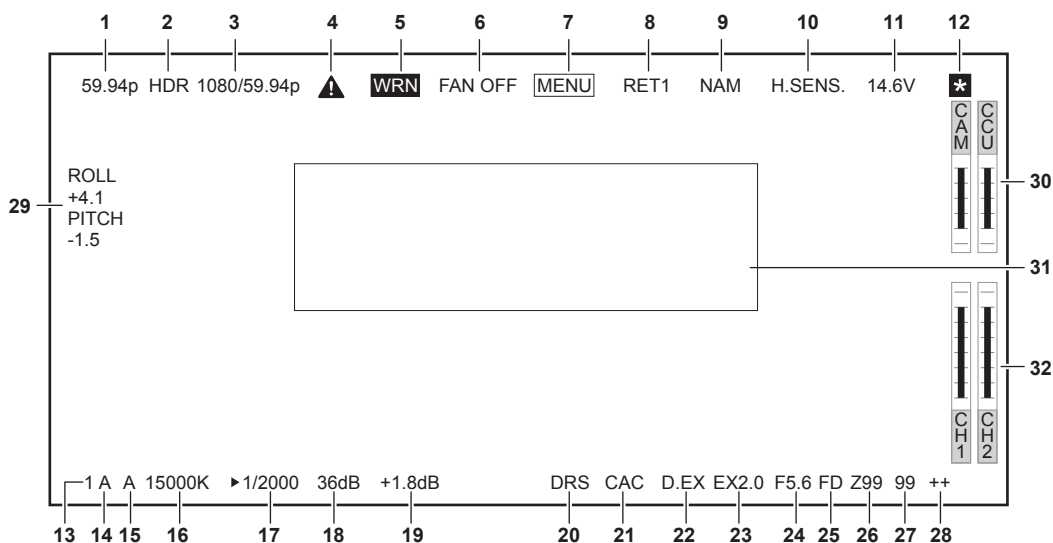 1 2 3 4 5 6 7 8 9 10 11 12
59.94p HDR 1080/59.94p WRN FAN OFF MENU RET1 NAM H.SENS. 14.6V *
CAM CCU
ROLL
+4.1
PITCH
-1.5
29
30
31
32
CH1 CH2
1 A A 15000K ▶1/2000 36dB +1.8dB DRS CAC D.EX EX2.0 F5.6 FD Z99 99 ++
13 14 15 16 17 18 19 20 21 22 23 24 25 26 27 28